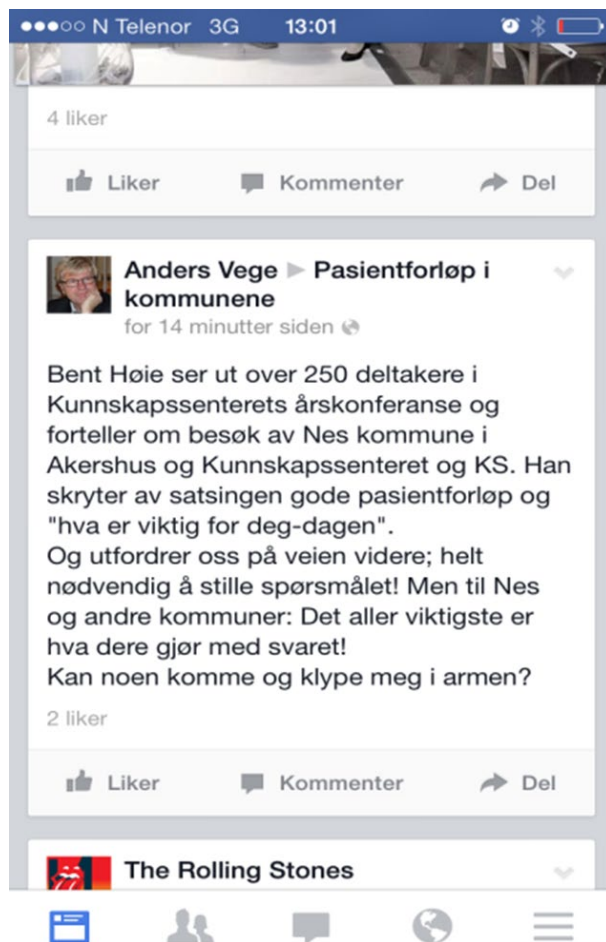 N Telenor 3G 13:01
4 liker
Liker Kommenter Del
Anders Vege ▶ Pasientforløp i
kommunene
for 14 minutter siden
Bent Høie ser ut over 250 deltakere i
Kunnskapssenterets årskonferanse og
forteller om besøk av Nes kommune i
Akershus og Kunnskapssenteret og KS. Han
skryter av satsingen gode pasientforløp og
"hva er viktig for deg-dagen".
Og utfordrer oss på veien videre; helt
nødvendig å stille spørsmålet! Men til Nes
og andre kommuner: Det aller viktigste er
hva dere gjør med svaret!
Kan noen komme og klype meg i armen?
2 liker
Liker Kommenter Del
The Rolling Stones